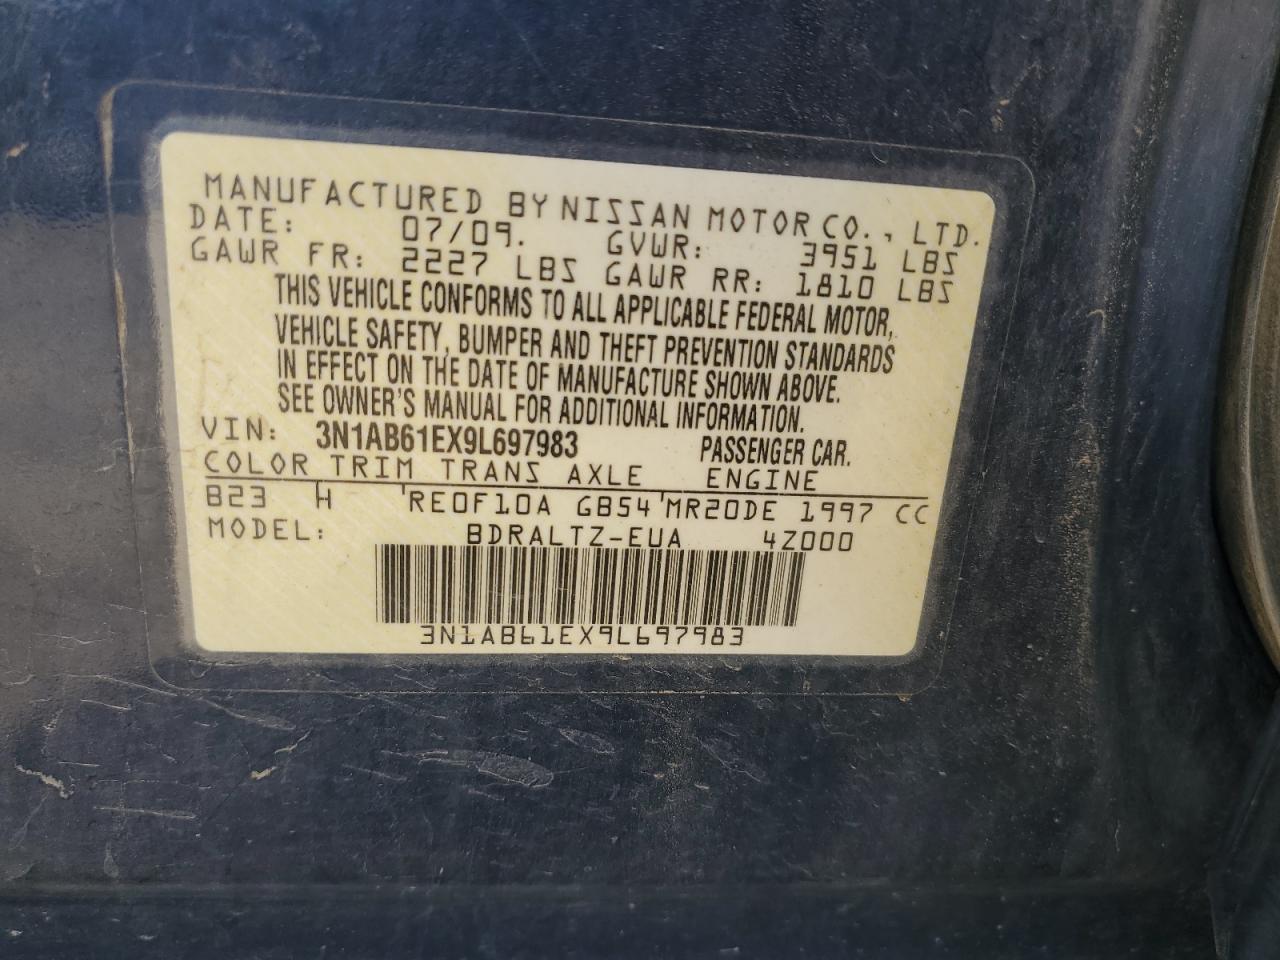 MANUFACTURED BY NISSAN MOTOR CO., LTD.
DATE: 07/09. GVWR: 3951 LBS
GAWR FR: 2227 LBS GAWR RR: 1810 LBS
THIS VEHICLE CONFORMS TO ALL APPLICABLE FEDERAL MOTOR,
VEHICLE SAFETY, BUMPER AND THEFT PREVENTION STANDARDS
IN EFFECT ON THE DATE OF MANUFACTURE SHOWN ABOVE.
SEE OWNER'S MANUAL FOR ADDITIONAL INFORMATION.
VIN: 3N1AB61EX9L697983 PASSENGER CAR.
COLOR TRIM TRANS AXLE ENGINE
B23 H RE0F10A GB54 MR20DE 1997 CC
MODEL: BDRALTZ-EUA 4Z000
3N1AB61EX9L697983